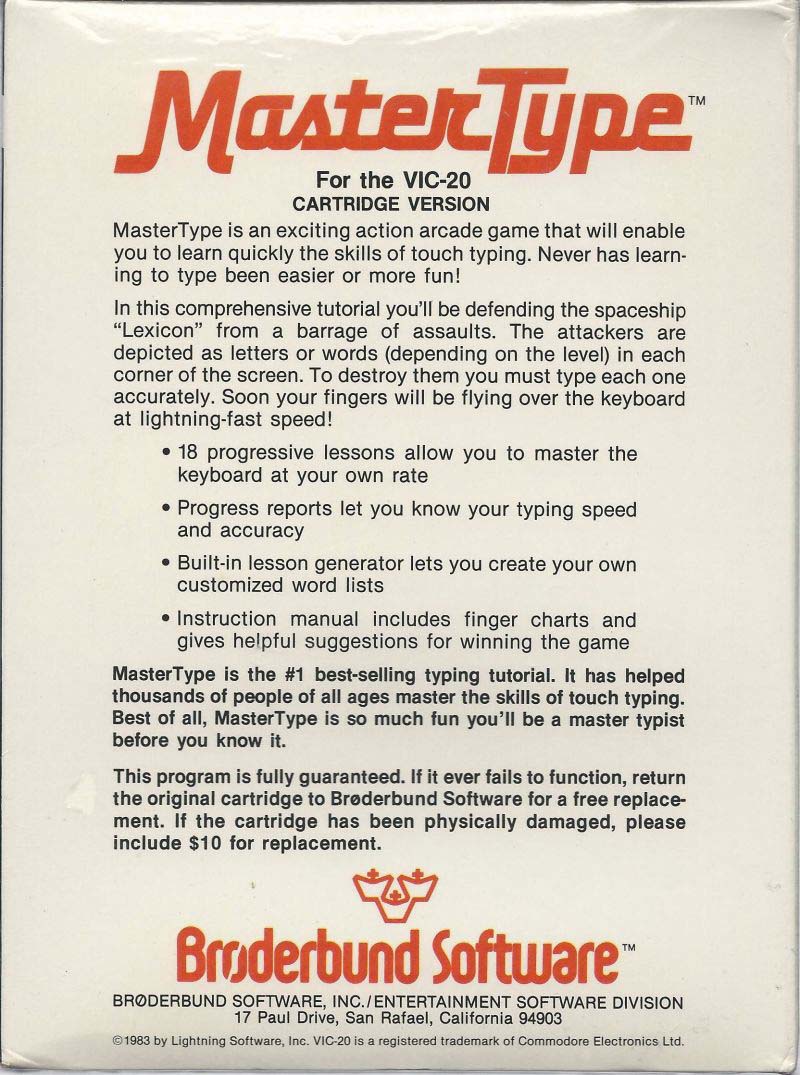 MasterType™
For the VIC-20
CARTRIDGE VERSION
MasterType is an exciting action arcade game that will enable
you to learn quickly the skills of touch typing. Never has learn-
ing to type been easier or more fun!
In this comprehensive tutorial you'll be defending the spaceship
“Lexicon” from a barrage of assaults. The attackers are
depicted as letters or words (depending on the level) in each
corner of the screen. To destroy them you must type each one
accurately. Soon your fingers will be flying over the keyboard
at lightning-fast speed!
• 18 progressive lessons allow you to master the
keyboard at your own rate
• Progress reports let you know your typing speed
and accuracy
• Built-in lesson generator lets you create your own
customized word lists
• Instruction manual includes finger charts and
gives helpful suggestions for winning the game
MasterType is the #1 best-selling typing tutorial. It has helped
thousands of people of all ages master the skills of touch typing.
Best of all, MasterType is so much fun you'll be a master typist
before you know it.
This program is fully guaranteed. If it ever fails to function, return
the original cartridge to Brøderbund Software for a free replace-
ment. If the cartridge has been physically damaged, please
include $10 for replacement.
Brøderbund Software™
BRØDERBUND SOFTWARE, INC./ENTERTAINMENT SOFTWARE DIVISION
17 Paul Drive, San Rafael, California 94903
©1983 by Lightning Software, Inc. VIC-20 is a registered trademark of Commodore Electronics Ltd.